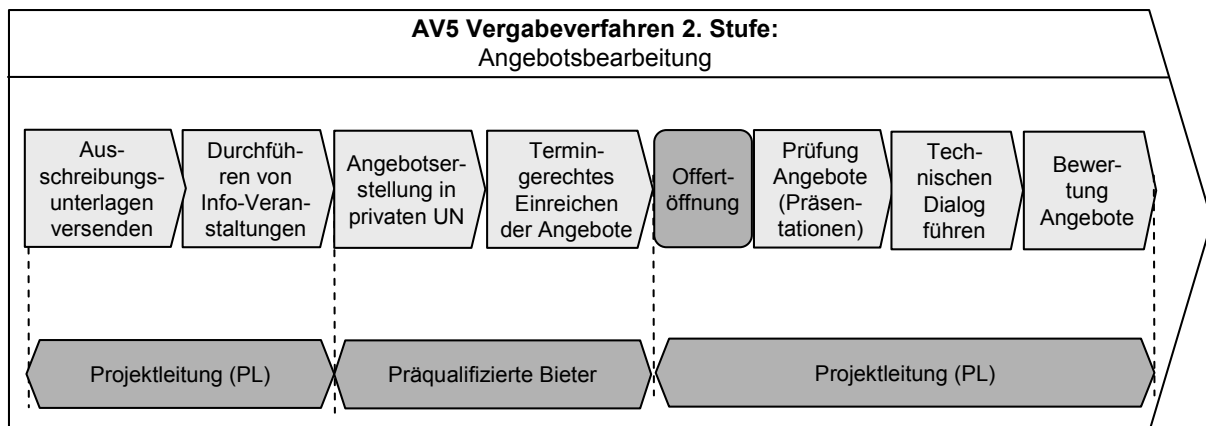 AV5 Vergabeverfahren 2. Stufe:
Angebotsbearbeitung
Aus-
schreibungs-
unterlagen
versenden
Durchfüh-
ren von
Info-Veran-
staltungen
Angebotser-
stellung in
privaten UN
Termin-
gerechtes
Einreichen
der Angebote
Offert-
öffnung
Prüfung
Angebote
(Präsen-
tationen)
Tech-
nischen
Dialog
führen
Bewer-
tung
Angebote
Projektleitung (PL)
Präqualifizierte Bieter
Projektleitung (PL)